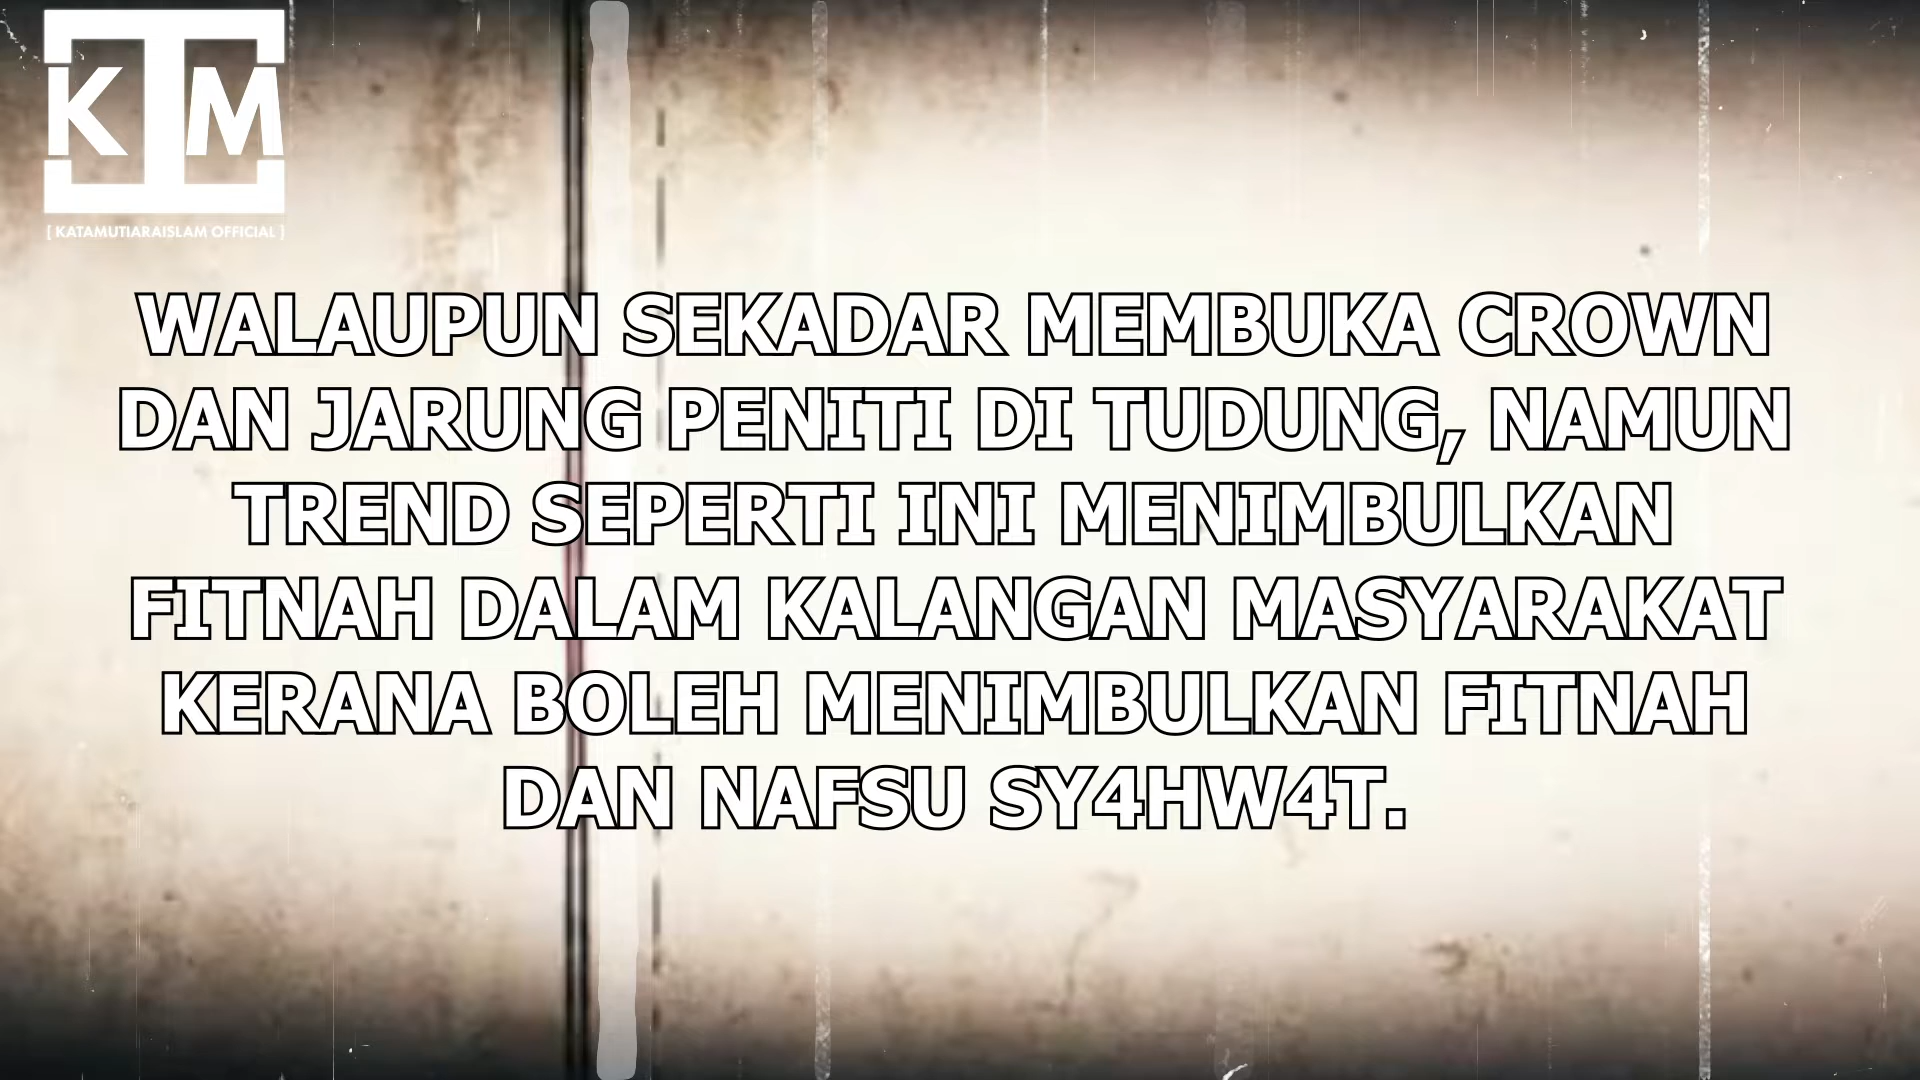 KTM
[ KATAMUTIARAISLAM OFFICIAL ]
WALAUPUN SEKADAR MEMBUKA CROWN
DAN JARUNG PENITI DI TUDUNG, NAMUN
TREND SEPERTI INI MENIMBULKAN
FITNAH DALAM KALANGAN MASYARAKAT
KERANA BOLEH MENIMBULKAN FITNAH
DAN NAFSU SY4HW4T.